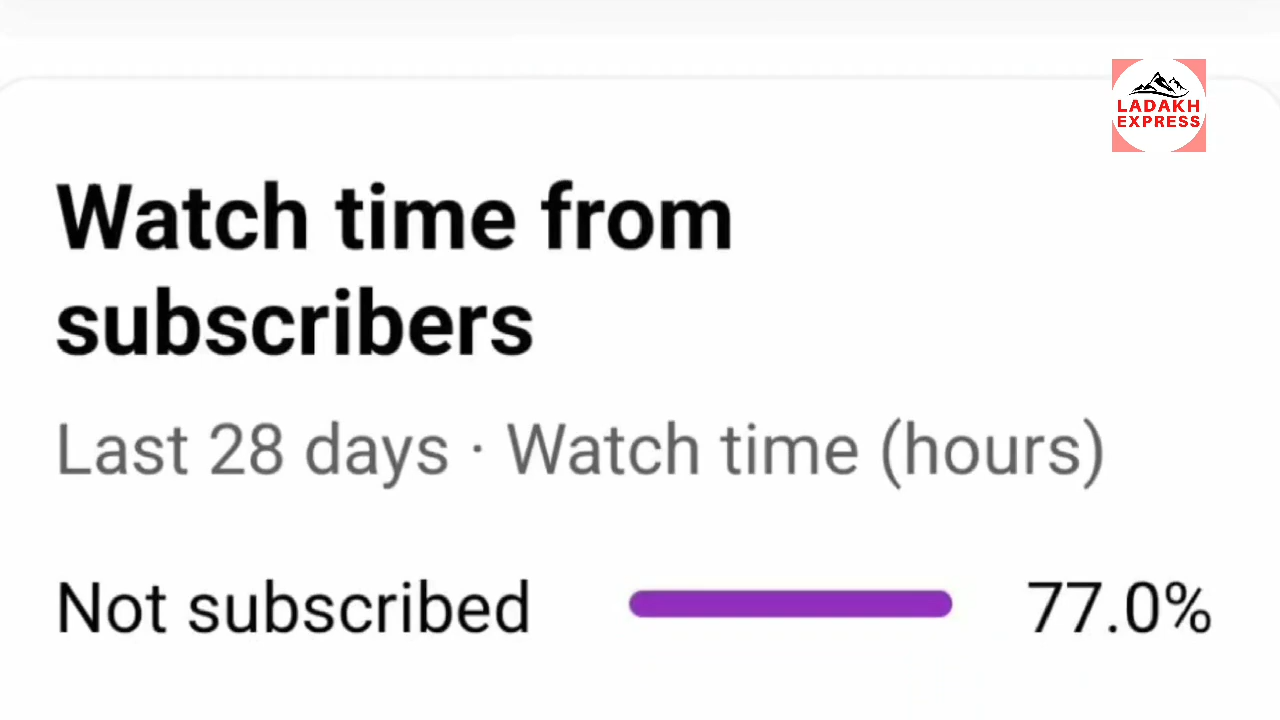 LADAKH
EXPRESS
Watch time from
subscribers
Last 28 days · Watch time (hours)
Not subscribed 77.0%